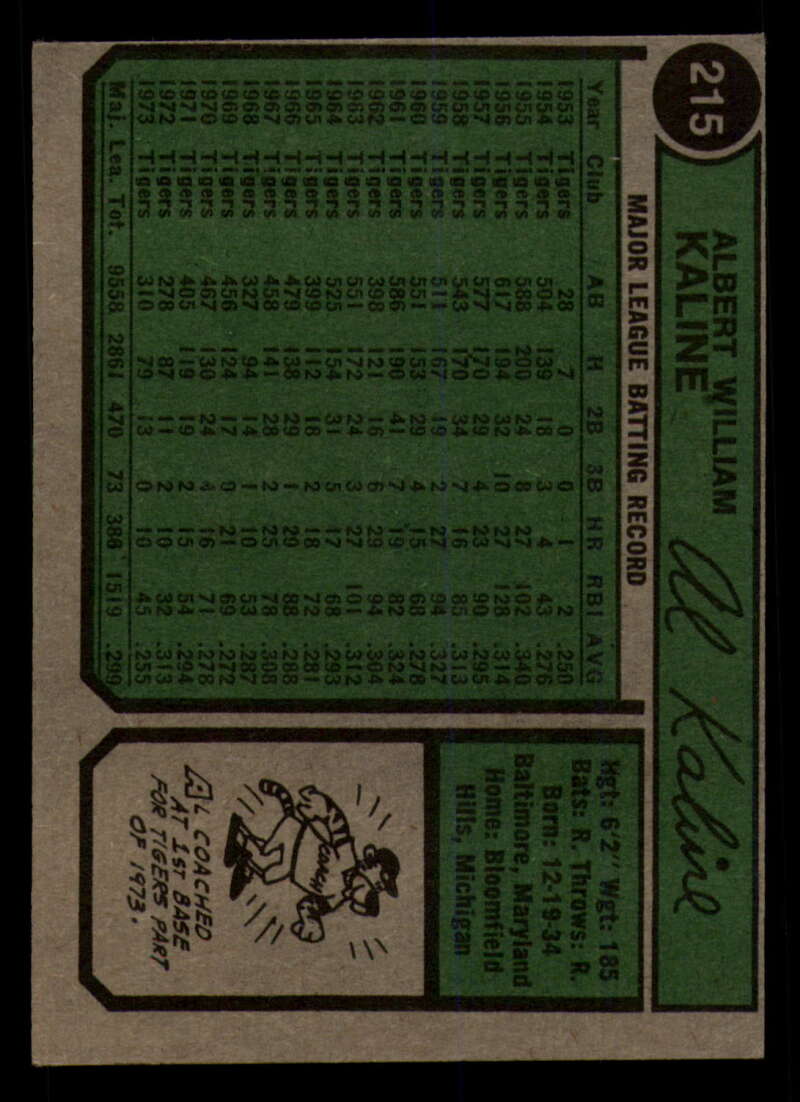 215
ALBERT WILLIAM
KALINE
Al Kaline
MAJOR LEAGUE BATTING RECORD
Year Club AB H 2B 3B HR RBI AVG
1953 Tigers 28 7 0 0 1 2 .250
1954 Tigers 504 139 18 3 4 43 .276
1955 Tigers 588 200 24 8 27 102 .340
1956 Tigers 617 194 32 10 27 128 .314
1957 Tigers 577 170 29 4 23 90 .295
1958 Tigers 543 170 34 7 16 85 .313
1959 Tigers 511 167 19 2 27 94 .327
1960 Tigers 551 153 29 4 15 68 .278
1961 Tigers 586 190 41 7 19 82 .324
1962 Tigers 398 121 16 6 29 94 .304
1963 Tigers 551 172 24 3 27 101 .312
1964 Tigers 525 154 31 5 17 68 .293
1965 Tigers 399 112 18 2 18 72 .281
1966 Tigers 479 138 29 1 29 88 .288
1967 Tigers 458 141 28 2 25 78 .308
1968 Tigers 327 94 14 1 10 53 .287
1969 Tigers 456 124 17 0 21 69 .272
1970 Tigers 467 130 24 4 16 71 .278
1971 Tigers 405 119 19 2 15 54 .294
1972 Tigers 278 87 11 2 10 32 .313
1973 Tigers 310 79 13 0 10 45 .255
Maj. Lea. Tot. 9558 2861 470 73 386 1519 .299
Hgt: 6'2" Wgt: 185
Bats: R. Throws: R.
Born: 12-19-34
Baltimore, Maryland
Home: Bloomfield
Hills, Michigan
COACH
AL COACHED
AT 1ST BASE
FOR TIGERS PART
OF 1973.